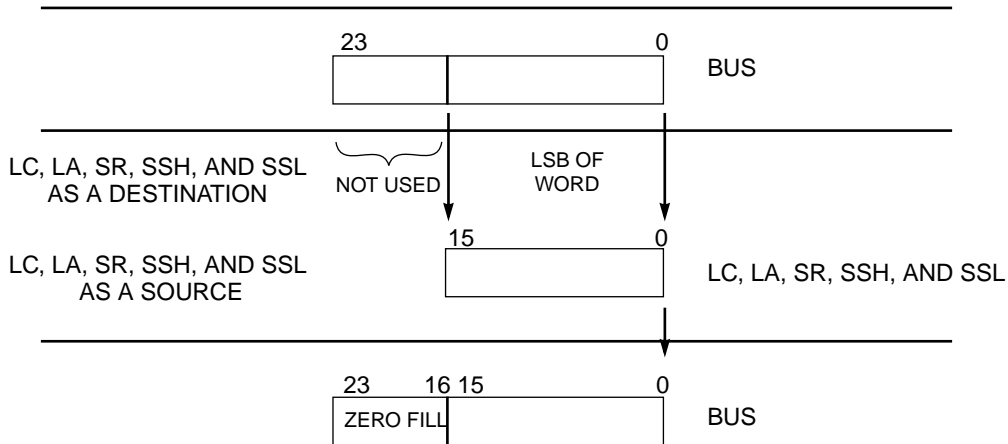 23 0
BUS
LC, LA, SR, SSH, AND SSL
AS A DESTINATION
NOT USED
LSB OF
WORD
15 0
LC, LA, SR, SSH, AND SSL
AS A SOURCE
LC, LA, SR, SSH, AND SSL
23 16 15 0
ZERO FILL
BUS